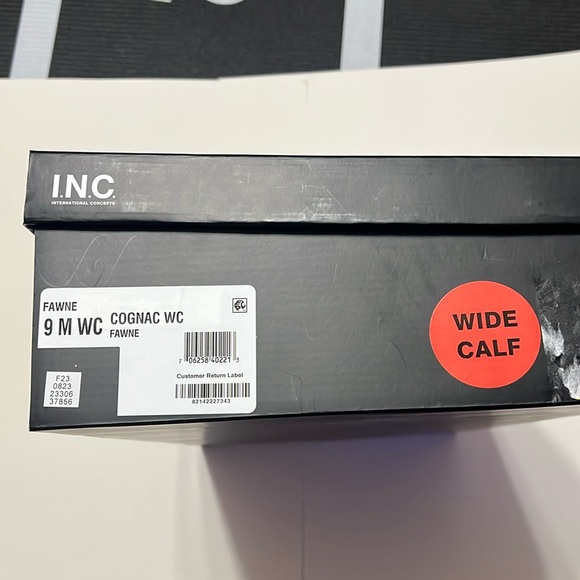 I.N.C.
INTERNATIONAL CONCEPTS
FAWNE
9 M WC
COGNAC WC
FAWNE
7 06258 40221 3
Customer Return Label
82142227343
F23
0823
23306
37856
WIDE
CALF